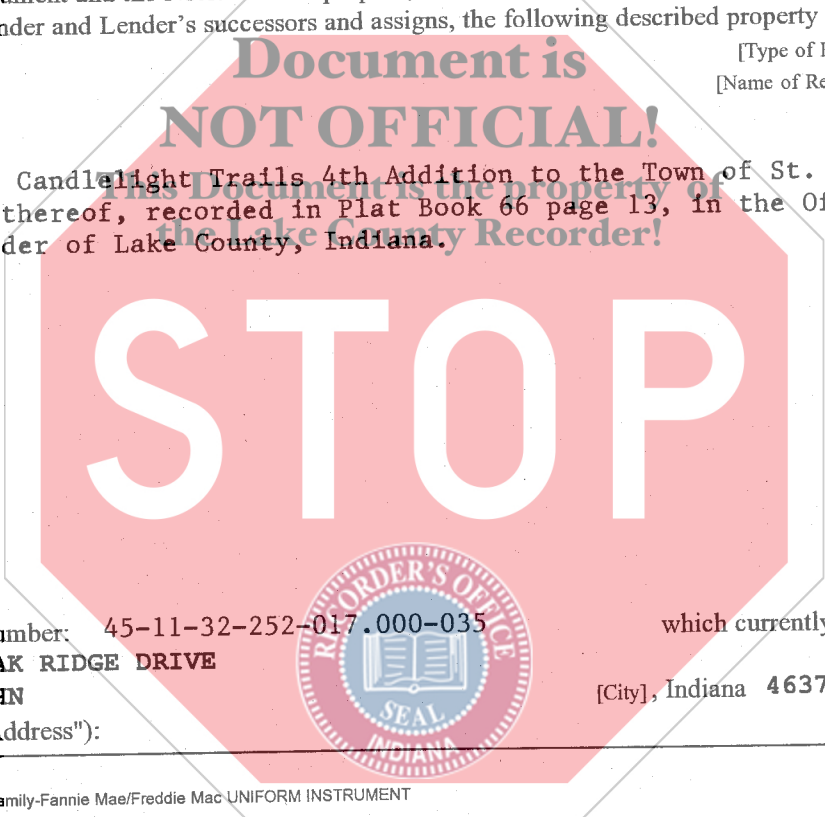 nder and Lender's successors and assigns, the following described property
[Type of
[Name of Re
Document is
NOT OFFICIAL!
This Document is the property of
the Lake County Recorder!
Candlelight Trails 4th Addition to the Town of St.
thereof, recorded in Plat Book 66 page 13, in the Of
der of Lake County, Indiana.
STOP
RECORDER'S OFFICE
SEAL
INDIANA
umber: 45-11-32-252-017.000-035 which currently
AK RIDGE DRIVE
HN [City], Indiana 4637
ddress"):
amily-Fannie Mae/Freddie Mac UNIFORM INSTRUMENT